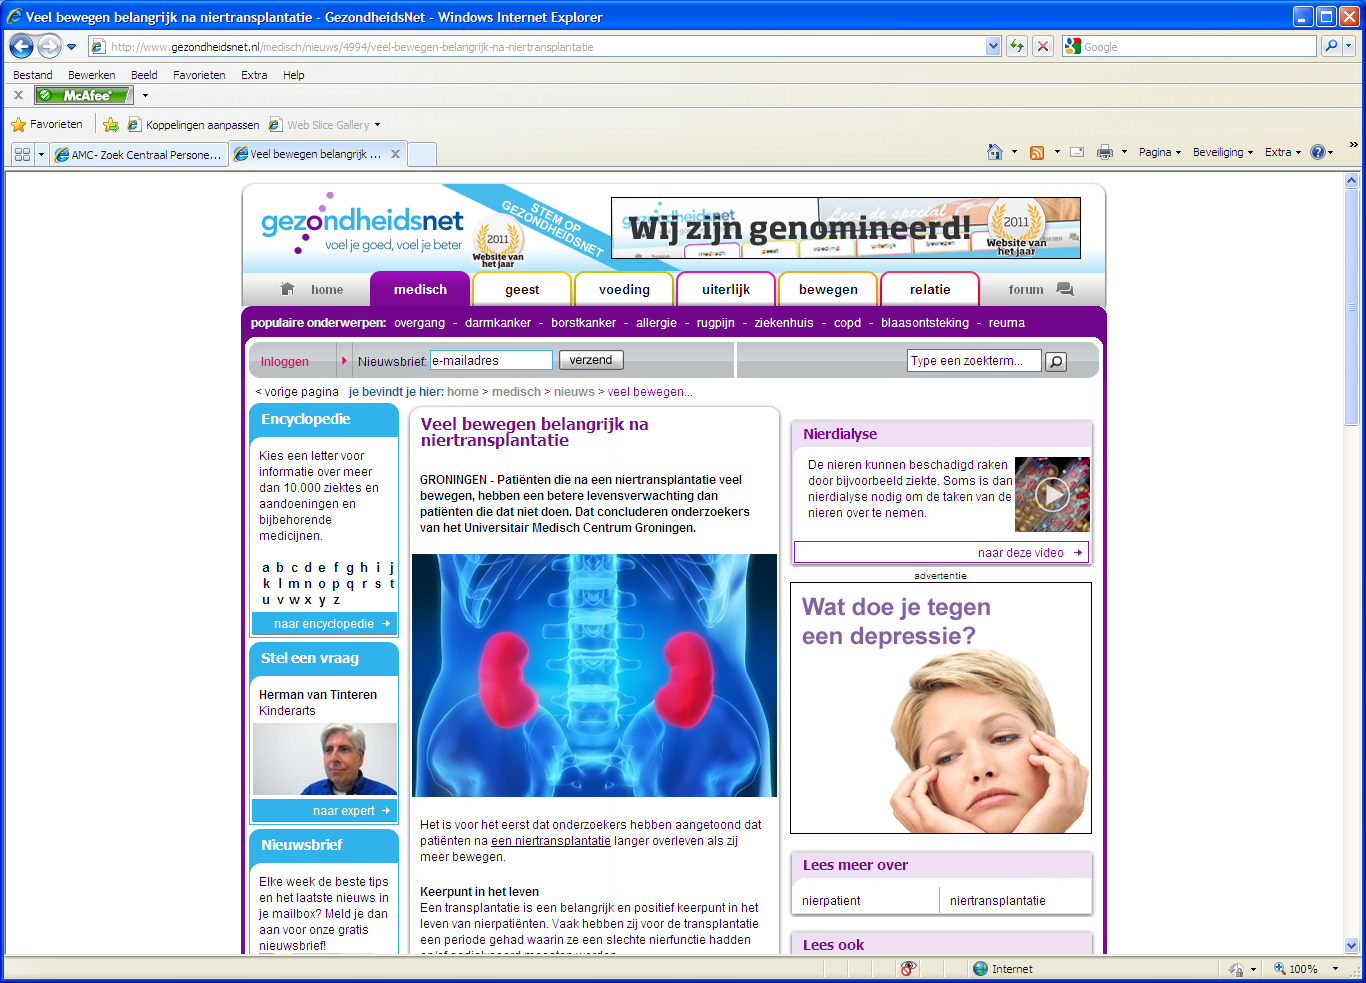 Veel bewegen belangrijk na niertransplantatie - GezondheidsNet - Windows Internet Explorer
http://www.gezondheidsnet.nl/medisch/nieuws/4994/veel-bewegen-belangrijk-na-niertransplantatie
Google
Bestand Bewerken Beeld Favorieten Extra Help
x McAfee
Favorieten Koppelingen aanpassen Web Slice Gallery
AMC- Zoek Centraal Persone... Veel bewegen belangrijk ... Pagina Beveiliging Extra
gezondheidsnet
voel je goed, voel je beter
2011
Website van
het jaar
STEM OP
GEZONDHEIDSNET
Lees de special
Wij zijn genomineerd!
2011
Website van
het jaar
home medisch geest voeding uiterlijk bewegen relatie forum
populaire onderwerpen: overgang - darmkanker - borstkanker - allergie - rugpijn - ziekenhuis - copd - blaasontsteking - reuma
Inloggen Nieuwsbrief: e-mailadres verzend Type een zoekterm...
< vorige pagina je bevindt je hier: home > medisch > nieuws > veel bewegen...
Encyclopedie
Kies een letter voor
informatie over meer
dan 10.000 ziektes en
aandoeningen en
bijbehorende
medicijnen.
a b c d e f g h i j
k l m n o p q r s t
u v w x y z
naar encyclopedie
Stel een vraag
Herman van Tinteren
Kinderarts
naar expert
Nieuwsbrief
Elke week de beste tips
en het laatste nieuws in
je mailbox? Meld je dan
aan voor onze gratis
nieuwsbrief!
Veel bewegen belangrijk na
niertransplantatie
GRONINGEN - Patiënten die na een niertransplantatie veel
bewegen, hebben een betere levensverwachting dan
patiënten die dat niet doen. Dat concluderen onderzoekers
van het Universitair Medisch Centrum Groningen.
Het is voor het eerst dat onderzoekers hebben aangetoond dat
patiënten na een niertransplantatie langer overleven als zij
meer bewegen.
Keerpunt in het leven
Een transplantatie is een belangrijk en positief keerpunt in het
leven van nierpatiënten. Vaak hebben zij voor de transplantatie
een periode gehad waarin ze een slechte nierfunctie hadden
Nierdialyse
De nieren kunnen beschadigd raken
door bijvoorbeeld ziekte. Soms is dan
nierdialyse nodig om de taken van de
nieren over te nemen.
naar deze video
advertentie
Wat doe je tegen
een depressie?
Lees meer over
nierpatient niertransplantatie
Lees ook
Internet 100%